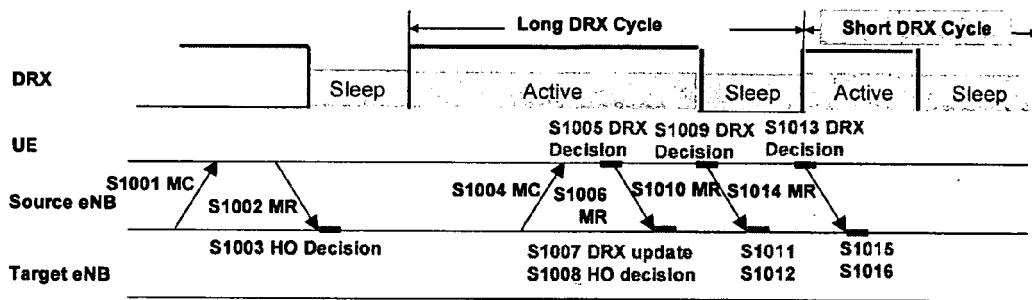 Long DRX Cycle
Short DRX Cycle
DRX
Sleep
Active
Sleep
Active
Sleep
UE
S1005 DRX
Decision
S1009 DRX
Decision
S1013 DRX
Decision
S1001 MC
S1002 MR
S1004 MC
S1006
MR
S1010 MR
S1014 MR
Source eNB
S1003 HO Decision
S1007 DRX update
S1008 HO decision
S1011
S1012
S1015
S1016
Target eNB